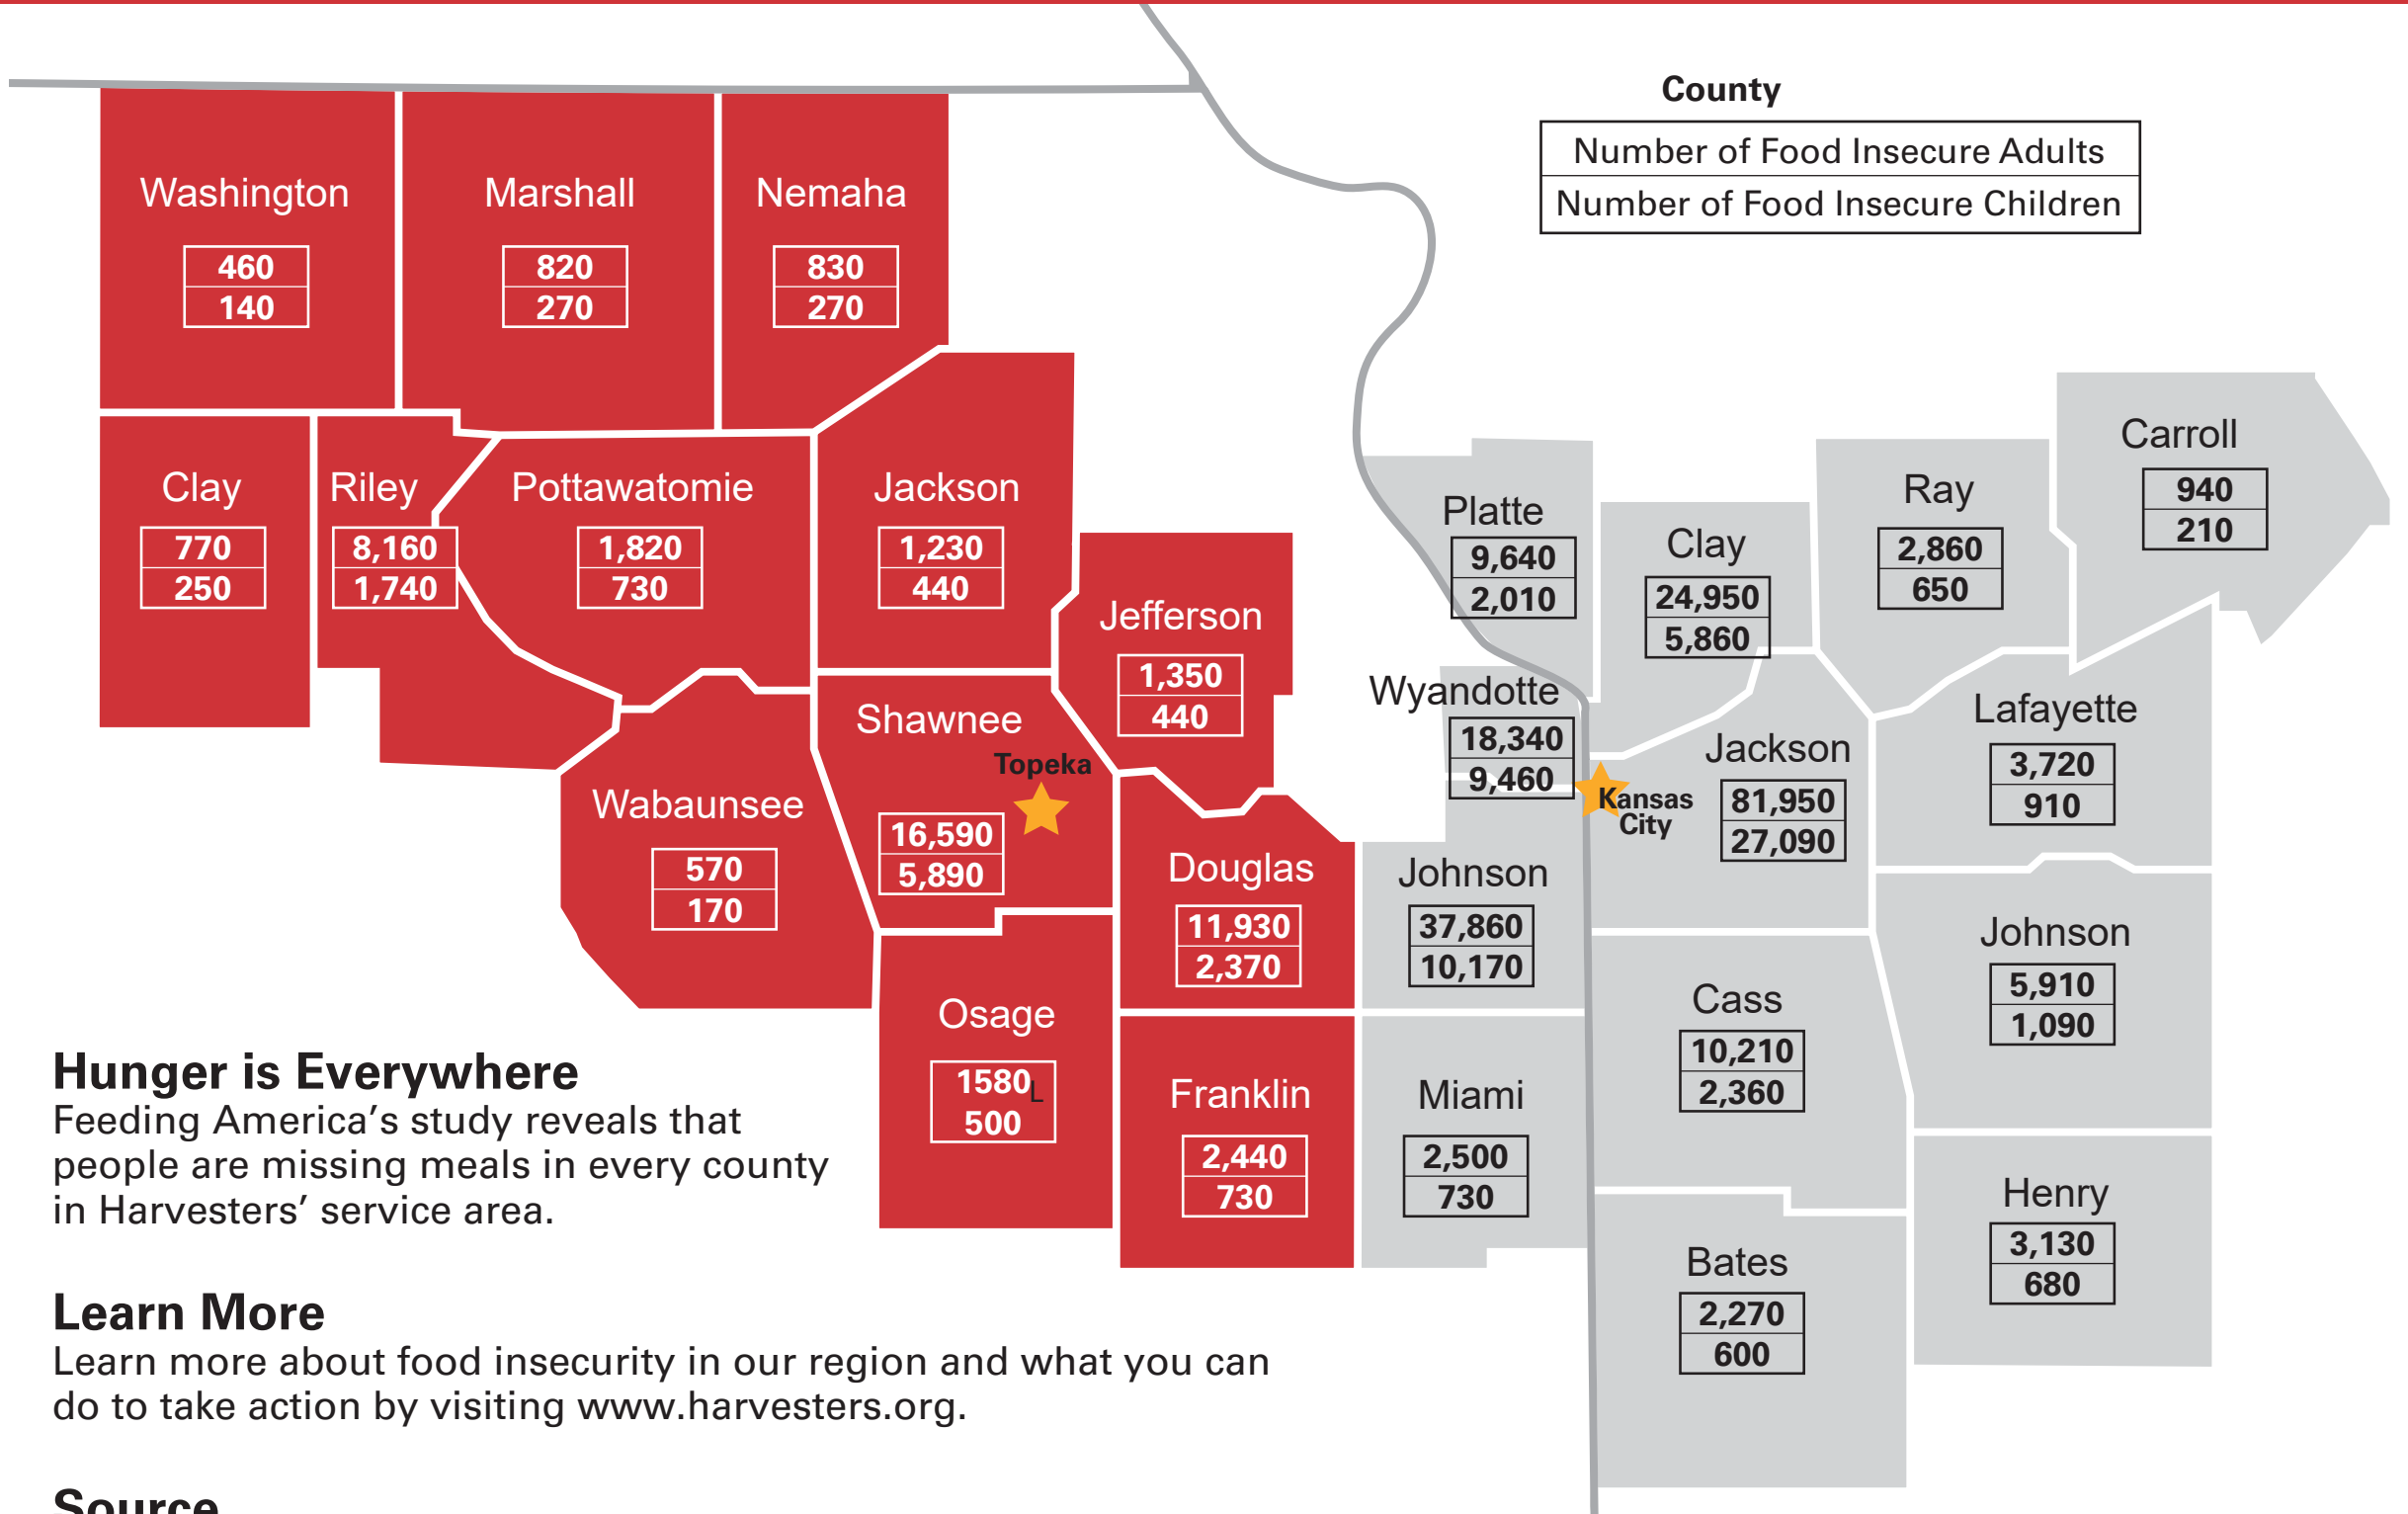 County
Number of Food Insecure Adults
Number of Food Insecure Children
Washington
460
140
Marshall
820
270
Nemaha
830
270
Clay
770
250
Riley
8,160
1,740
Pottawatomie
1,820
730
Jackson
1,230
440
Jefferson
1,350
440
Wabaunsee
570
170
Shawnee
Topeka
16,590
5,890
Douglas
11,930
2,370
Osage
1580L
500
Franklin
2,440
730
Platte
9,640
2,010
Clay
24,950
5,860
Ray
2,860
650
Carroll
940
210
Wyandotte
18,340
9,460
Kansas
City
Jackson
81,950
27,090
Lafayette
3,720
910
Johnson
37,860
10,170
Johnson
5,910
1,090
Cass
10,210
2,360
Miami
2,500
730
Henry
3,130
680
Bates
2,270
600
Hunger is Everywhere
Feeding America’s study reveals that
people are missing meals in every county
in Harvesters’ service area.
Learn More
Learn more about food insecurity in our region and what you can
do to take action by visiting www.harvesters.org.
Source